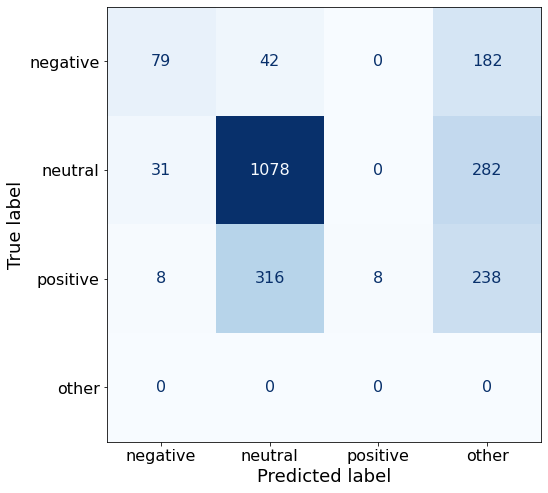 negative 79 42 0 182
neutral 31 1078 0 282
positive 8 316 8 238
other 0 0 0 0
negative neutral positive other
Predicted label
True label